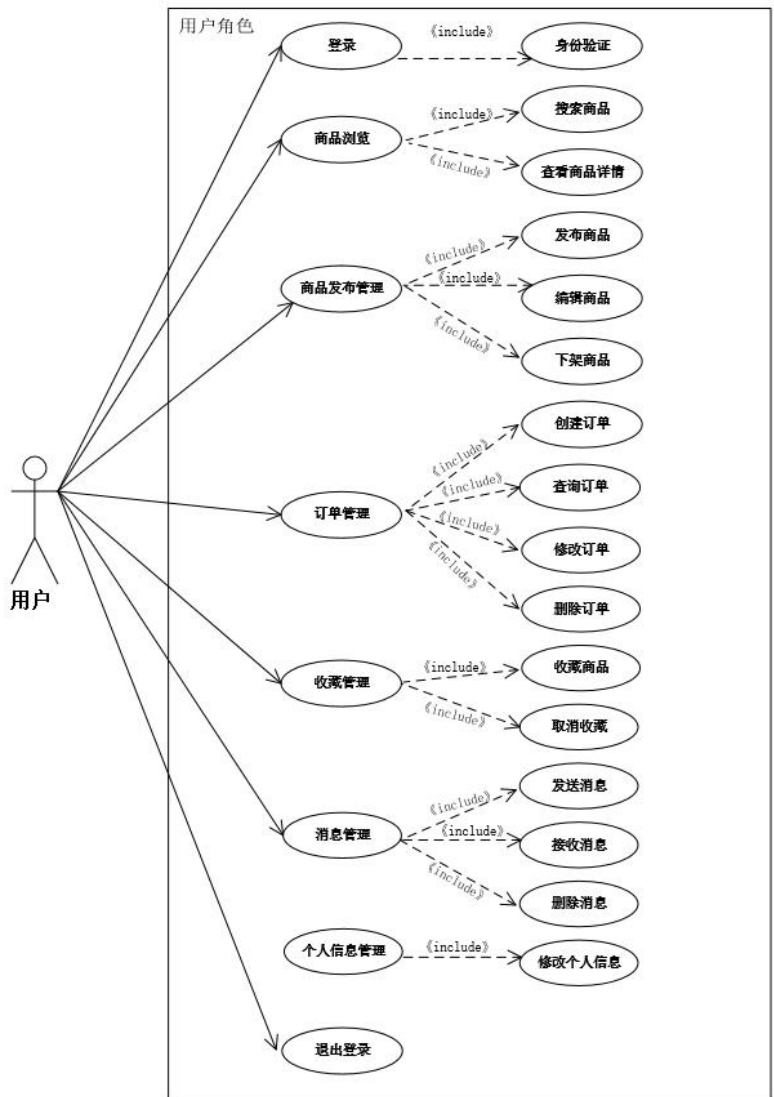 用户角色
登录
《include》
身份验证
商品浏览
《include》
搜索商品
《include》
查看商品详情
商品发布管理
《include》
发布商品
《include》
编辑商品
《include》
下架商品
用户
订单管理
《include》
创建订单
《include》
查询订单
《include》
修改订单
《include》
删除订单
收藏管理
《include》
收藏商品
《include》
取消收藏
消息管理
《include》
发送消息
《include》
接收消息
《include》
删除消息
个人信息管理
《include》
修改个人信息
退出登录